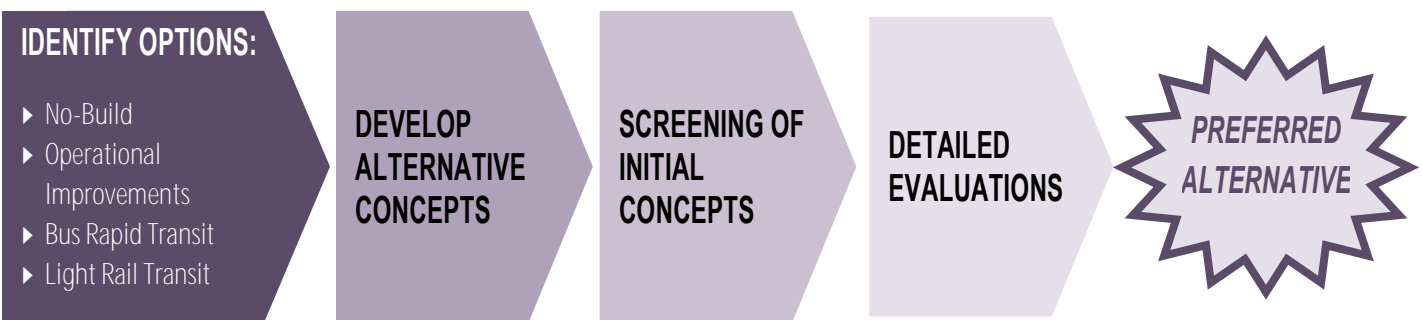 IDENTIFY OPTIONS:
No-Build
Operational
Improvements
Bus Rapid Transit
Light Rail Transit
DEVELOP
ALTERNATIVE
CONCEPTS
SCREENING OF
INITIAL
CONCEPTS
DETAILED
EVALUATIONS
PREFERRED
ALTERNATIVE